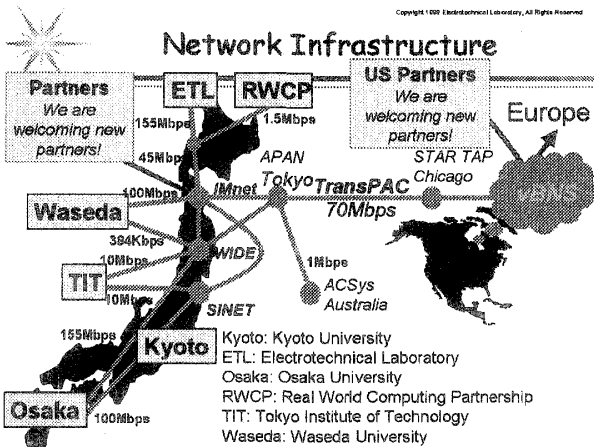 Copyright 1999 Electrotechnical Laboratory, All Rights Reserved
Network Infrastructure
Partners
We are
welcoming new
partners!
ETL
RWCP
US Partners
We are
welcoming new
partners!
Europe
155Mbps
1.5Mbps
45Mbps
APAN
Tokyo
STAR TAP
Chicago
100Mbps
IMnet
TransPAC
70Mbps
vBNS
Waseda
384Kbps
10Mbps
WIDE
1Mbps
TIT
10Mbps
SINET
ACSys
Australia
155Mbps
Kyoto
Osaka
100Mbps
Kyoto: Kyoto University
ETL: Electrotechnical Laboratory
Osaka: Osaka University
RWCP: Real World Computing Partnership
TIT: Tokyo Institute of Technology
Waseda: Waseda University